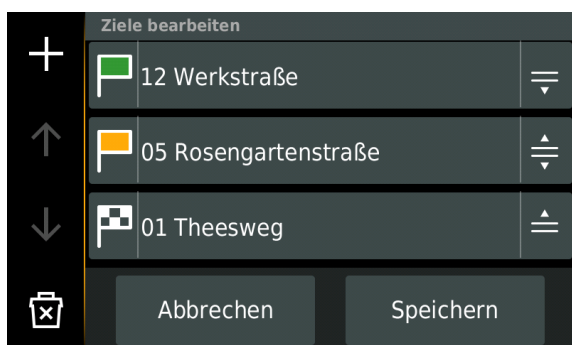 Ziele bearbeiten
12 Werkstraße
05 Rosengartenstraße
01 Theesweg
Abbrechen
Speichern